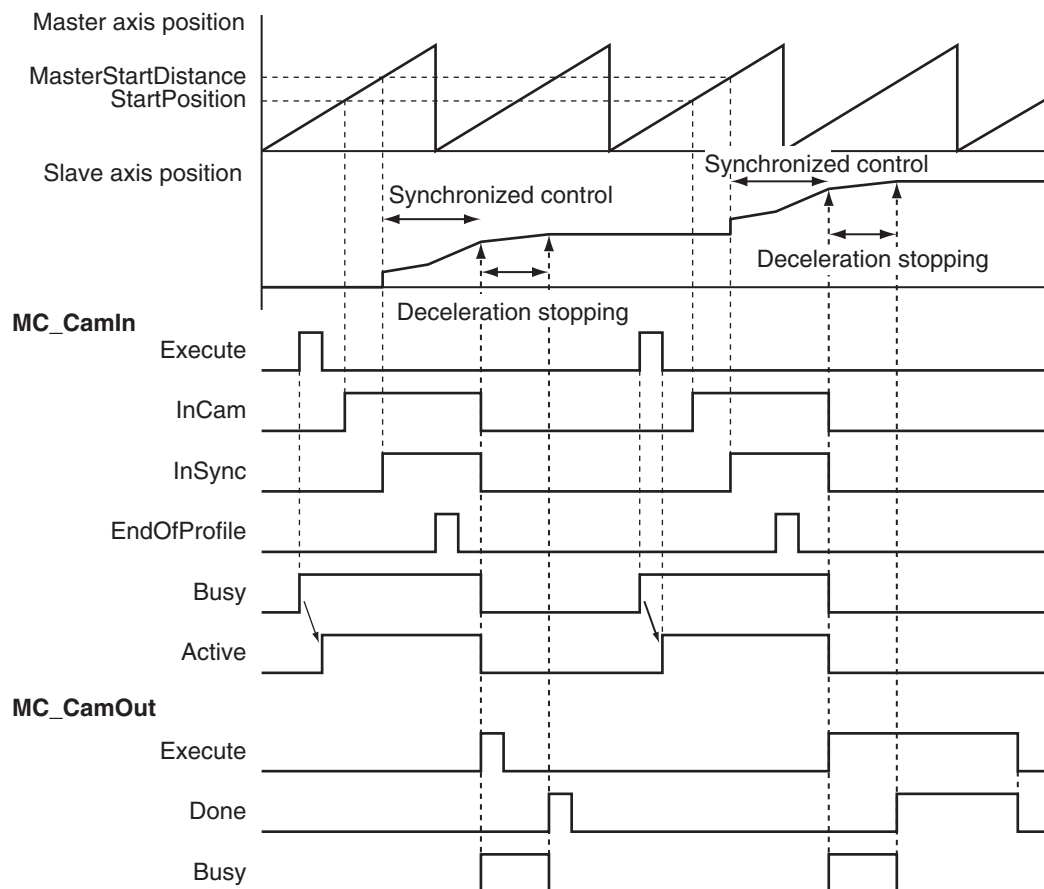 Master axis position
MasterStartDistance
StartPosition
Slave axis position
Synchronized control
Synchronized control
Deceleration stopping
Deceleration stopping
MC_CamIn
Execute
InCam
InSync
EndOfProfile
Busy
Active
MC_CamOut
Execute
Done
Busy